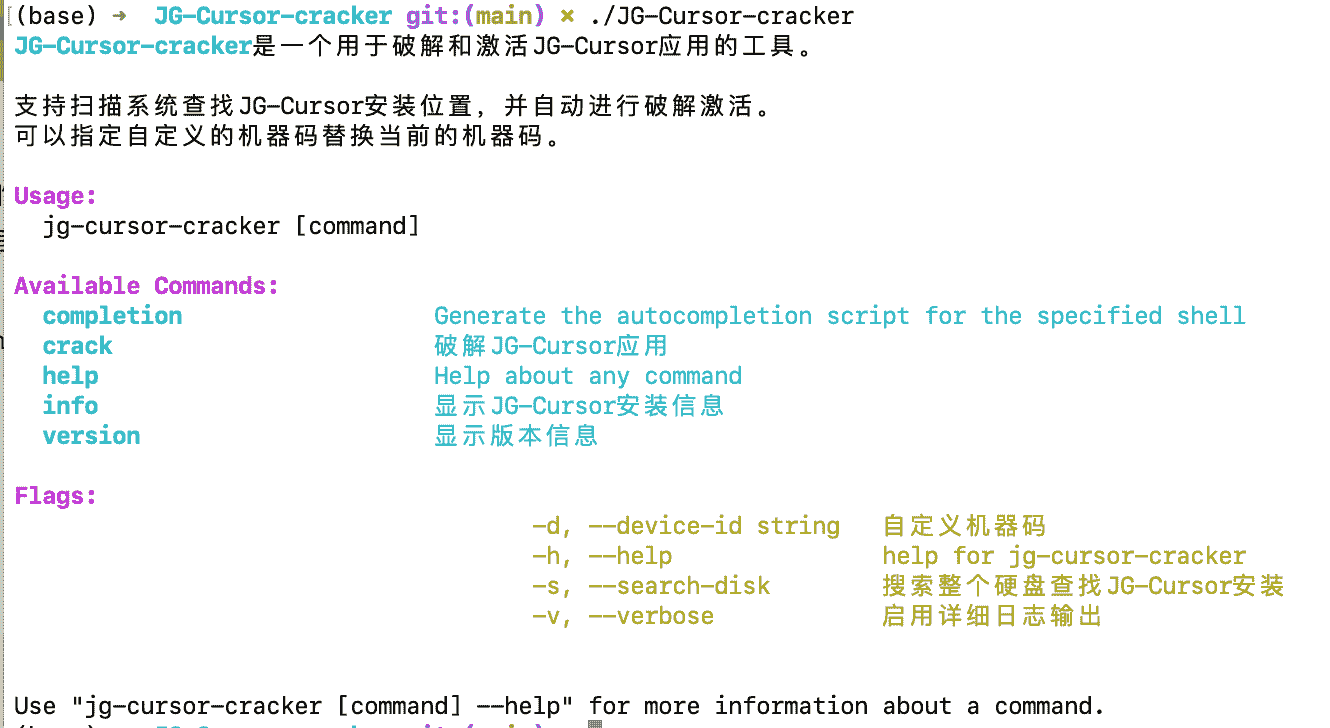 (base) → JG-Cursor-cracker git:(main) × ./JG-Cursor-cracker
JG-Cursor-cracker是一个用于破解和激活JG-Cursor应用的工具。
支持扫描系统查找JG-Cursor安装位置，并自动进行破解激活。
可以指定自定义的机器码替换当前的机器码。
Usage:
jg-cursor-cracker [command]
Available Commands:
completion Generate the autocompletion script for the specified shell
crack 破解JG-Cursor应用
help Help about any command
info 显示JG-Cursor安装信息
version 显示版本信息
Flags:
-d, --device-id string 自定义机器码
-h, --help help for jg-cursor-cracker
-s, --search-disk 搜索整个硬盘查找JG-Cursor安装
-v, --verbose 启用详细日志输出
Use "jg-cursor-cracker [command] --help" for more information about a command.